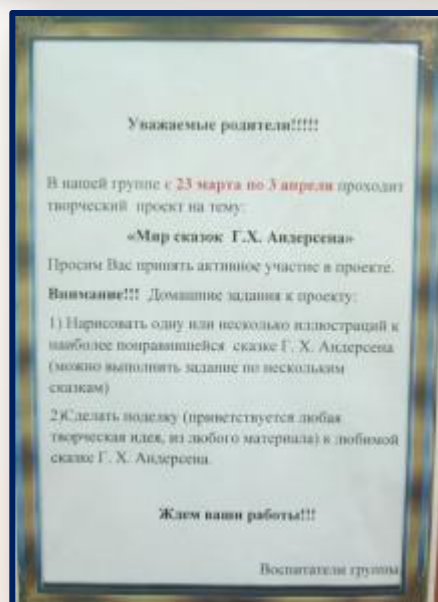 Уважаемые родители!!!!!
В нашей группе с 23 марта по 3 апреля проходит
творческий проект на тему:
«Мир сказок Г.Х. Андерсена»
Просим Вас принять активное участие в проекте.
Внимание!!! Домашние задания к проекту:
1) Нарисовать одну или несколько иллюстраций к
наиболее понравившейся сказке Г. Х. Андерсена
(можно выполнить задание по нескольким
сказкам)
2)Сделать поделку (приветствуется любая
творческая идея, из любого материала) к любимой
сказке Г. Х. Андерсена.
Ждем ваши работы!!!
Воспитатели группы